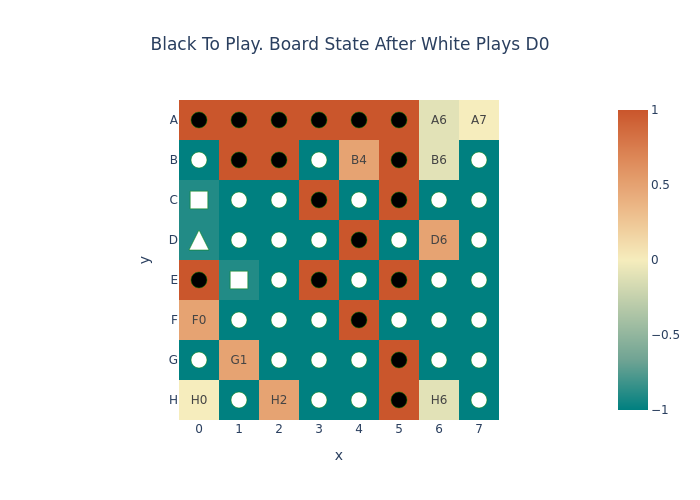 Black To Play. Board State After White Plays D0
A A6 A7 1
B B4 B6
C 0.5
D D6
y E 0
F F0
G G1 −0.5
H H0 H2 H6 −1
0 1 2 3 4 5 6 7
x